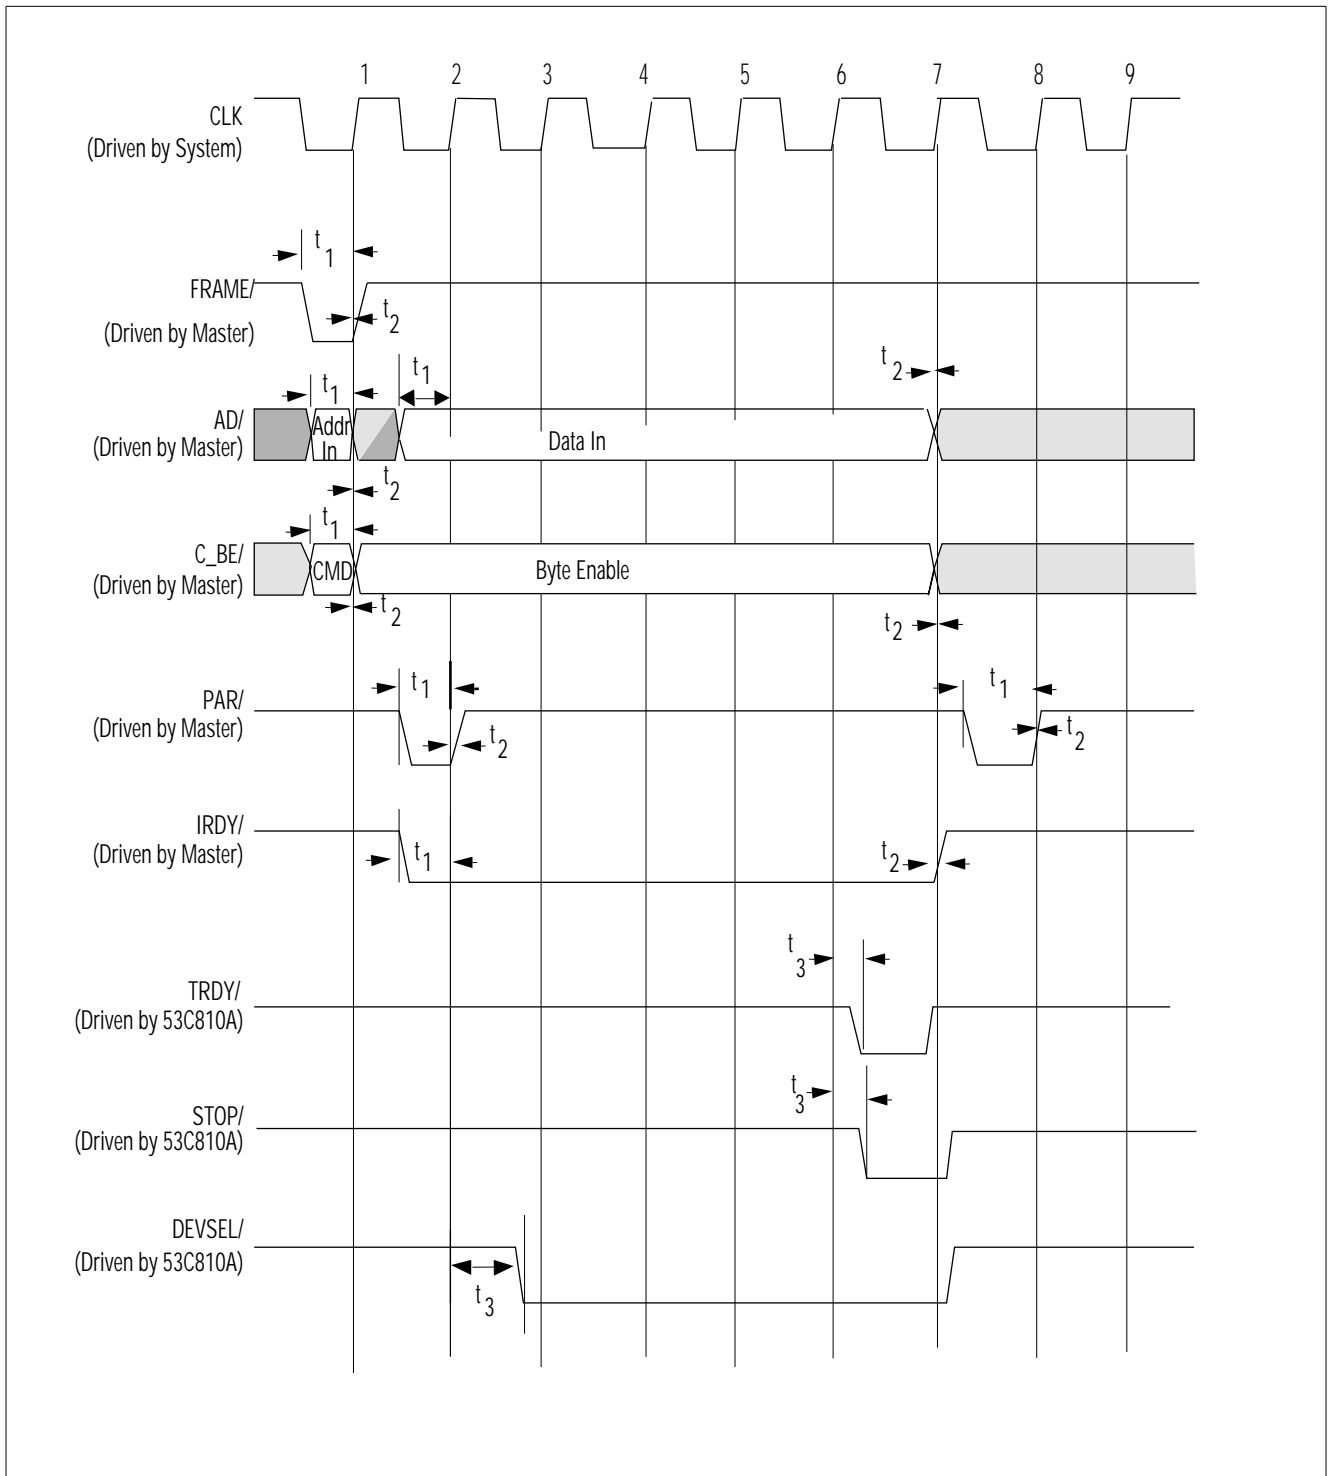 1 2 3 4 5 6 7 8 9
CLK
(Driven by System)
t1
FRAME/
t2
(Driven by Master)
t1
t2
t1
AD/
(Driven by Master)
Addr
In
Data In
t2
t1
C_BE/
(Driven by Master)
CMD
Byte Enable
t2
t2
PAR/
(Driven by Master)
t1
t1
t2
t2
IRDY/
(Driven by Master)
t1
t2
t3
TRDY/
(Driven by 53C810A)
t3
STOP/
(Driven by 53C810A)
DEVSEL/
(Driven by 53C810A)
t3